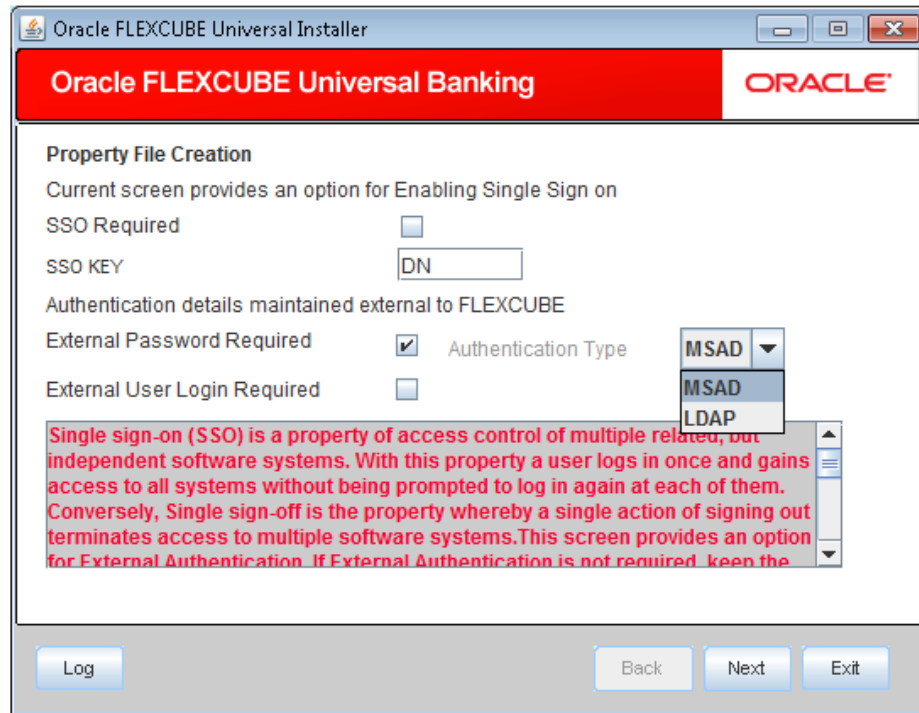 Oracle FLEXCUBE Universal Installer
Oracle FLEXCUBE Universal Banking
ORACLE
Property File Creation
Current screen provides an option for Enabling Single Sign on
SSO Required
SSO KEY DN
Authentication details maintained external to FLEXCUBE
External Password Required Authentication Type MSAD
External User Login Required MSAD
LDAP
Single sign-on (SSO) is a property of access control of multiple related, but
independent software systems. With this property a user logs in once and gains
access to all systems without being prompted to log in again at each of them.
Conversely, Single sign-off is the property whereby a single action of signing out
terminates access to multiple software systems.This screen provides an option
for External Authentication. If External Authentication is not required, keep the
Log Back Next Exit